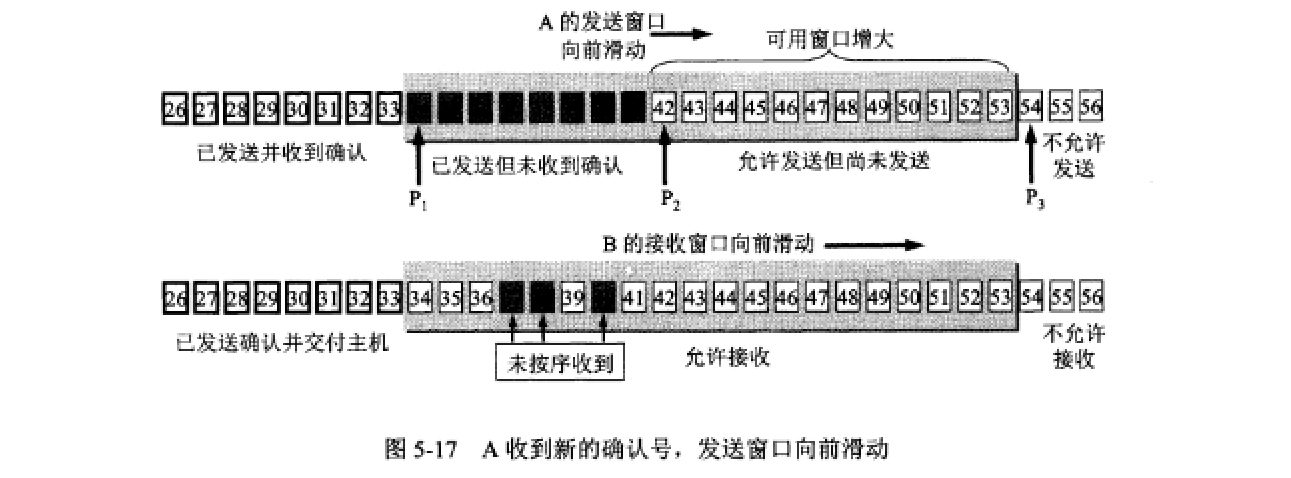 A 的发送窗口
向前滑动
可用窗口增大
26 27 28 29 30 31 32 33 42 43 44 45 46 47 48 49 50 51 52 53 54 55 56
已发送并收到确认
已发送但未收到确认
允许发送但尚未发送
不允许
发送
P1
P2
P3
B 的接收窗口向前滑动
26 27 28 29 30 31 32 33 34 35 36 39 41 42 43 44 45 46 47 48 49 50 51 52 53 54 55 56
已发送确认并交付主机
未按序收到
允许接收
不允许
接收
图 5-17 A 收到新的确认号，发送窗口向前滑动